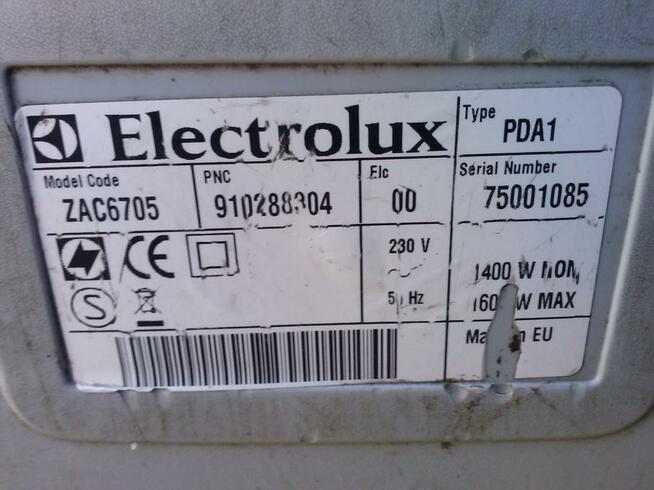 Electrolux
Type
PDA1
Model Code
ZAC6705
PNC
910288304
Elc
00
Serial Number
75001085
CE
S
230 V
~
Hz
1400 W NOM
W MAX
EU